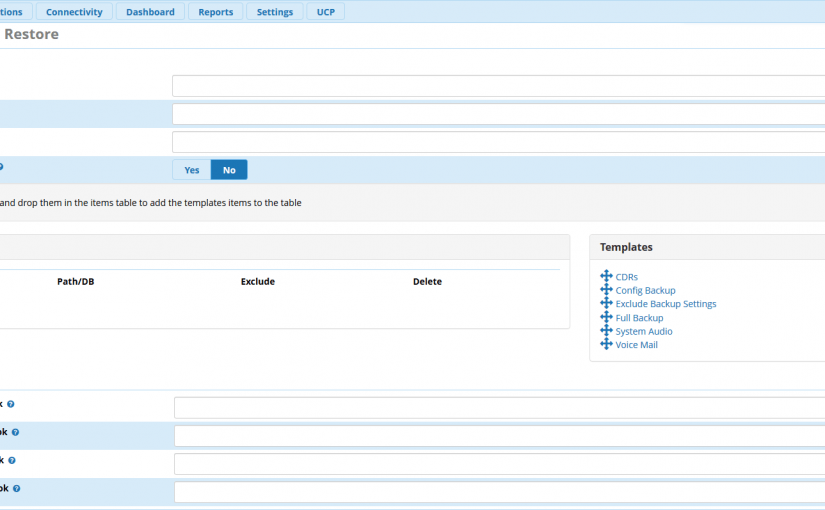 tions Connectivity Dashboard Reports Settings UCP
Restore
Yes No
and drop them in the items table to add the templates items to the table
Templates
Path/DB Exclude Delete
CDRs
Config Backup
Exclude Backup Settings
Full Backup
System Audio
Voice Mail
k
ok
k
ok